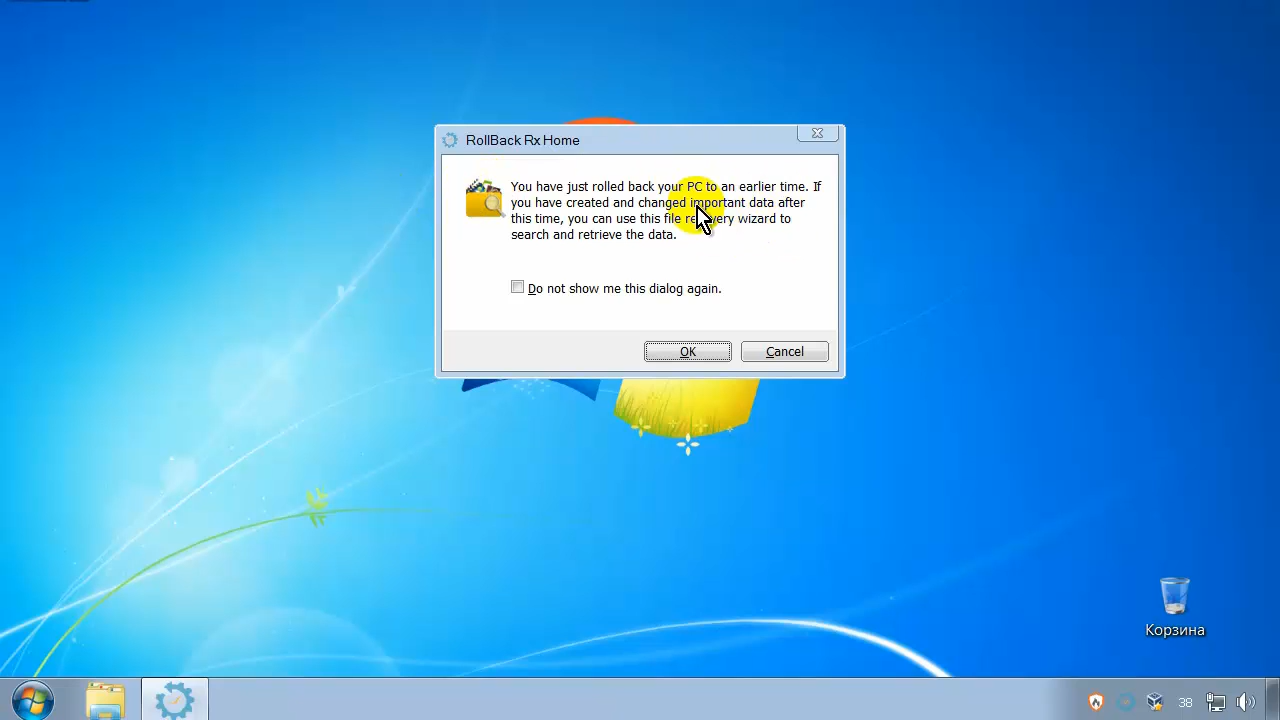 RollBack Rx Home
You have just rolled back your PC to an earlier time. If
you have created and changed important data after
this time, you can use this file recovery wizard to
search and retrieve the data.
Do not show me this dialog again.
OK
Cancel
Корзина
38